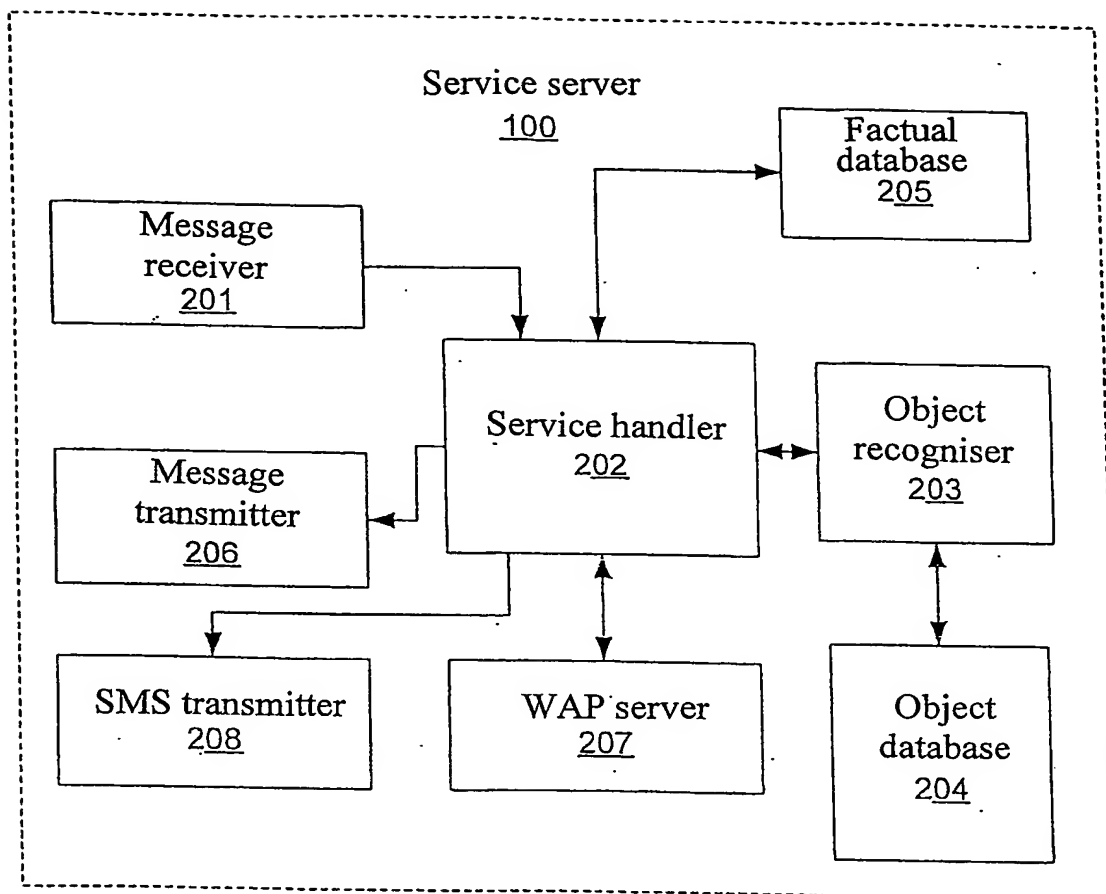 Service server
100
Factual
database
205
Message
receiver
201
Service handler
202
Object
recogniser
203
Message
transmitter
206
SMS transmitter
208
WAP server
207
Object
database
204